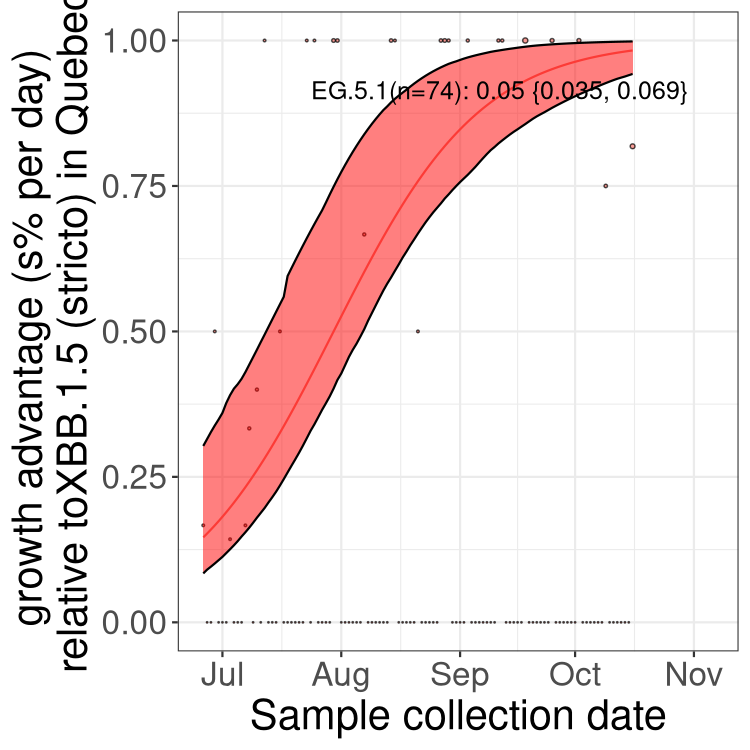 growth advantage (s% per day)
relative toXBB.1.5 (stricto) in Quebec
1.00
0.75
0.50
0.25
0.00
EG.5.1(n=74): 0.05 {0.035, 0.069}
Jul Aug Sep Oct Nov
Sample collection date